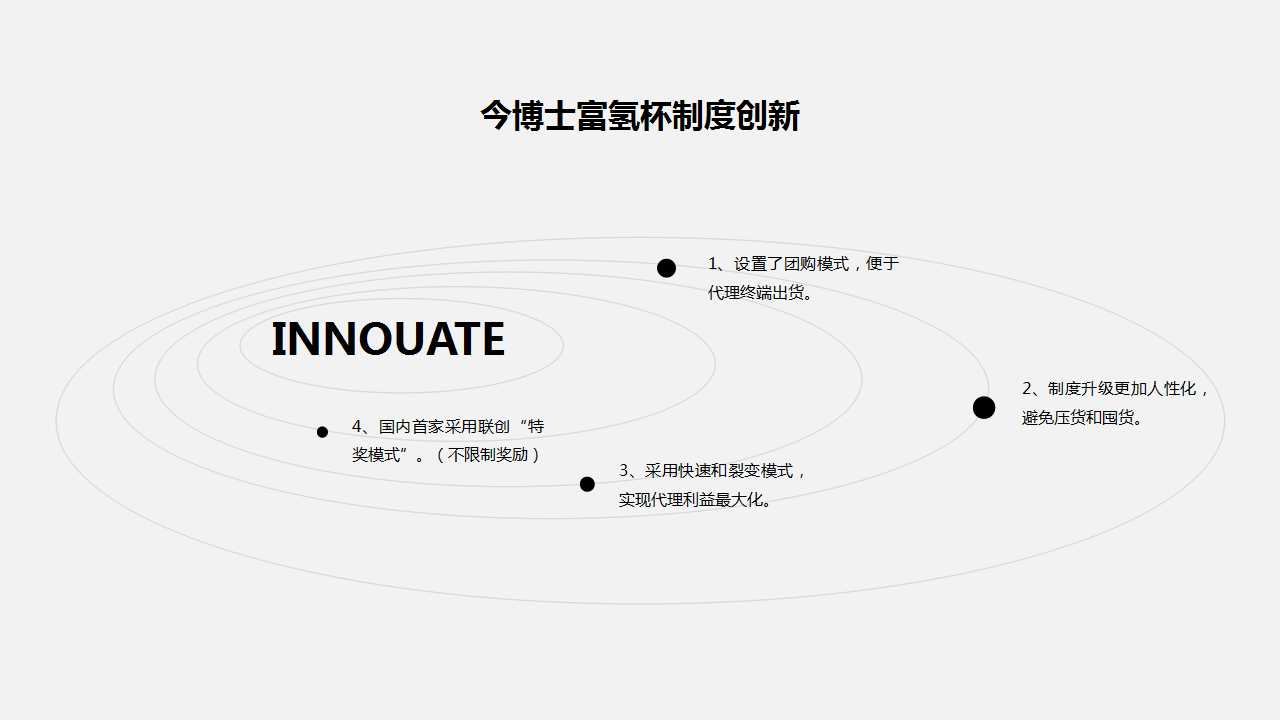 今博士富氢杯制度创新
1、设置了团购模式，便于
代理终端出货。
INNOUATE
2、制度升级更加人性化，
避免压货和囤货。
4、国内首家采用联创“特
奖模式”。（不限制奖励）
3、采用快速和裂变模式，
实现代理利益最大化。